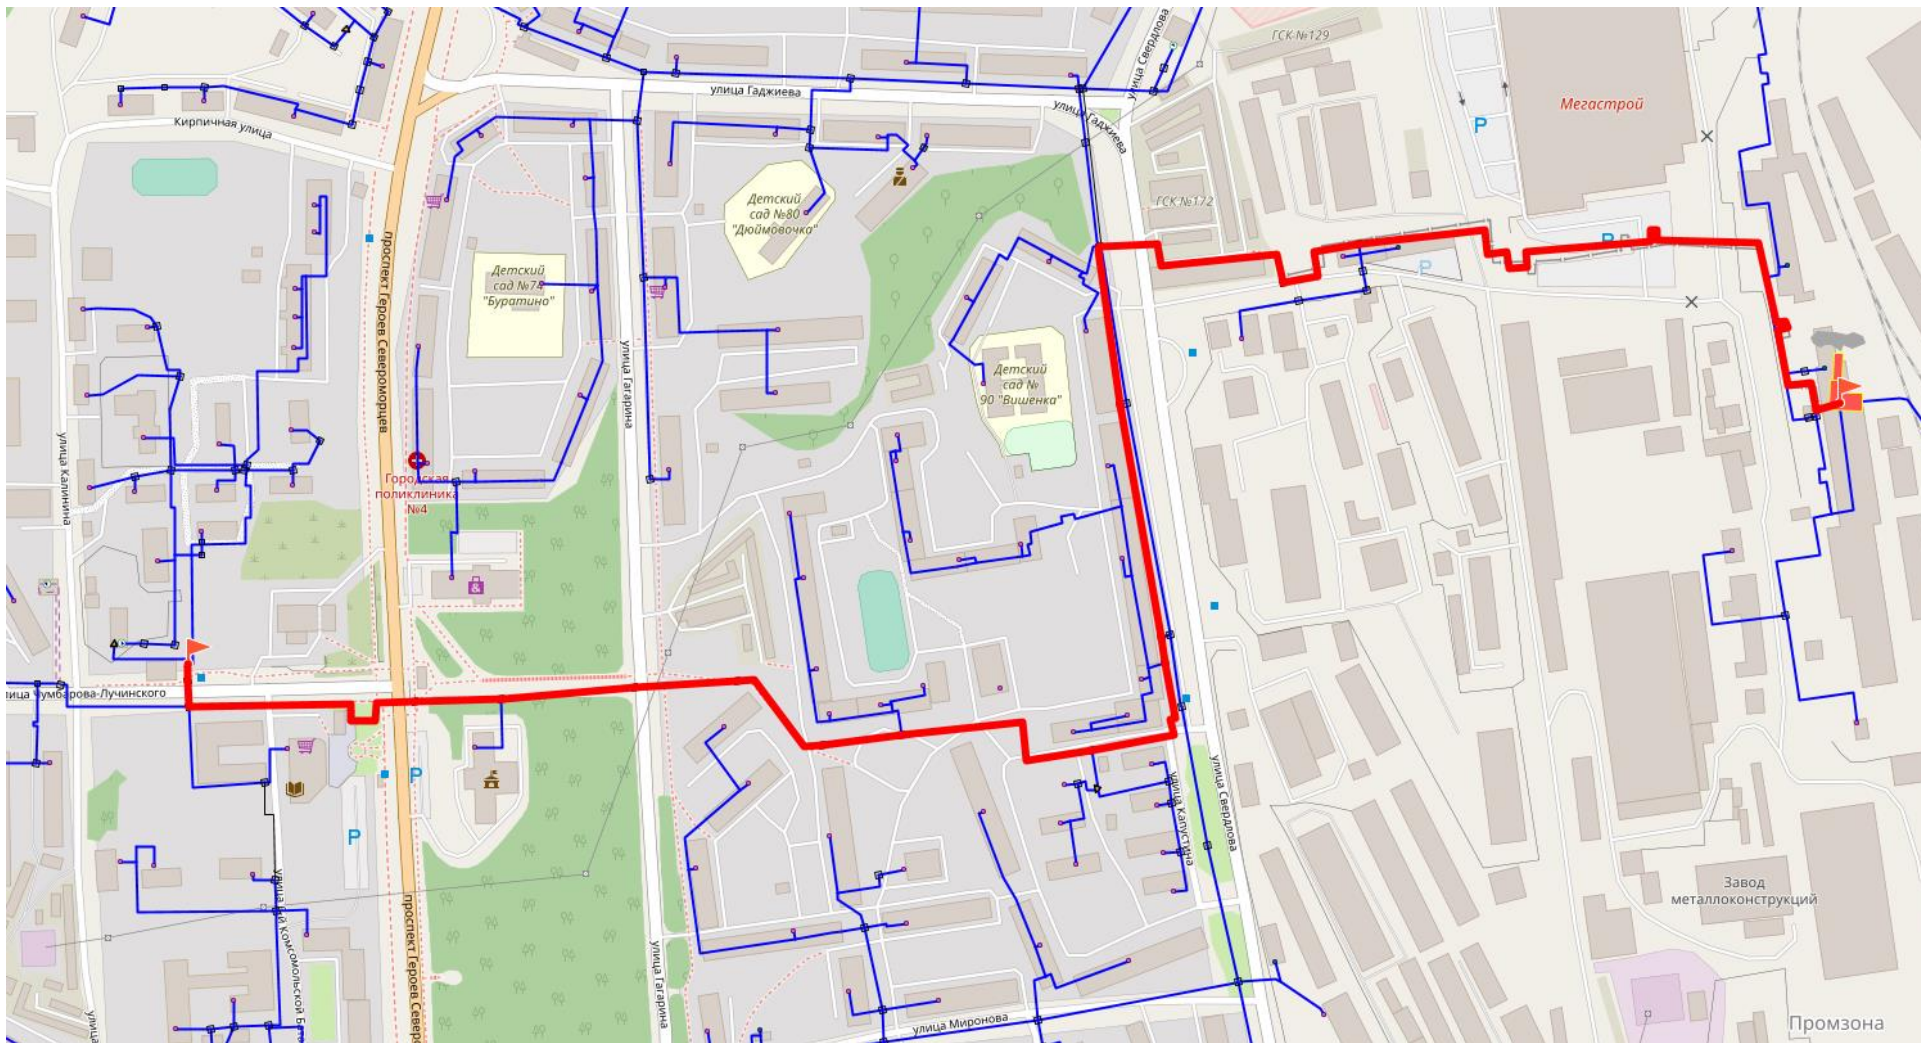 улица Свердлова
ГСК №129
улица Гаджиева
Мегастрой
улица Гаджиева
P
Кирпичная улица
Детский
сад №80
"Дюймовочка"
ГСК №172
проспект Героев Североморцев
P
P
Детский
сад №74
"Буратино"
улица Гагарина
Детский
сад №
90 "Вишенка"
улица Калинина
Городская
поликлиника
№4
улица Чумбарова-Лучинского
P
P
улица Капустина
улица Свердлова
Завод
металлоконструкций
проспект Героев Северо
улица Гагарина
улица
улица Миронова
Промзона